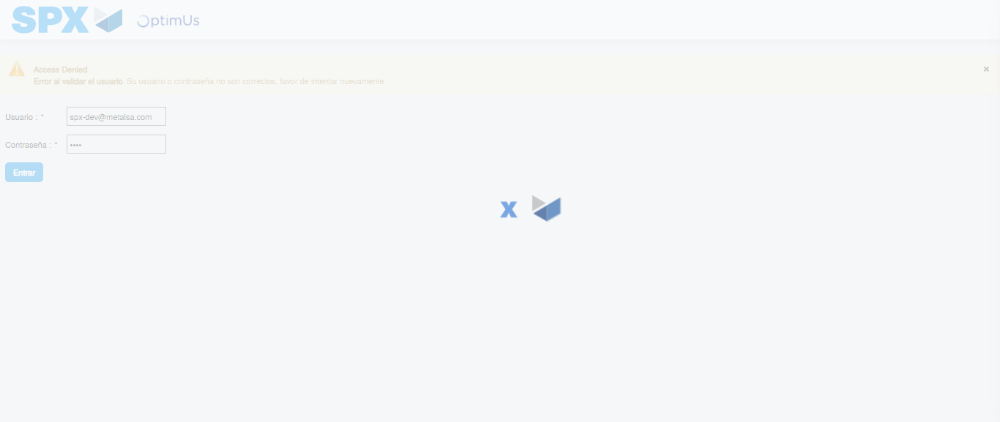 SPX OptimUs
Access Denied
Error al validar el usuario Su usuario o contraseña no son correctos, favor de intentar nuevamente
Usuario : * spx-dev@metalsa.com
Contraseña : * ••••
Entrar
X